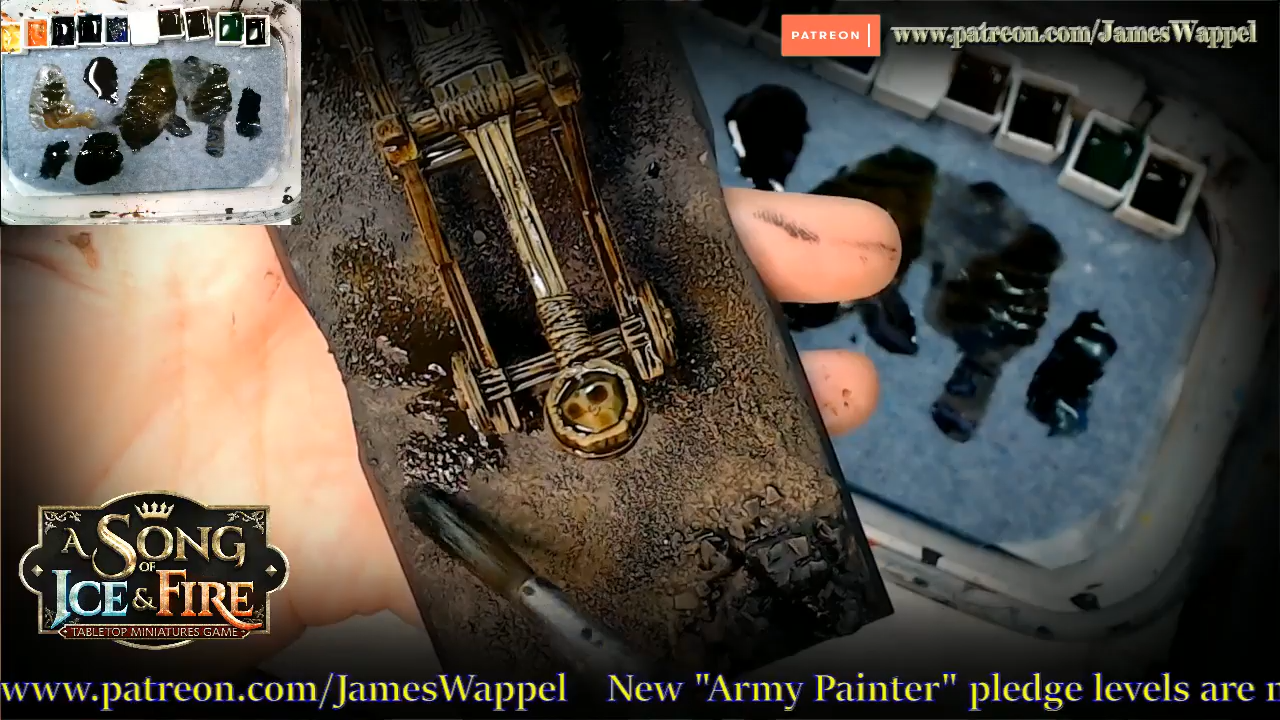 PATREON
www.patreon.com/JamesWappel
A SONG
OF
ICE & FIRE
TABLETOP MINIATURES GAME
www.patreon.com/JamesWappel New "Army Painter" pledge levels are